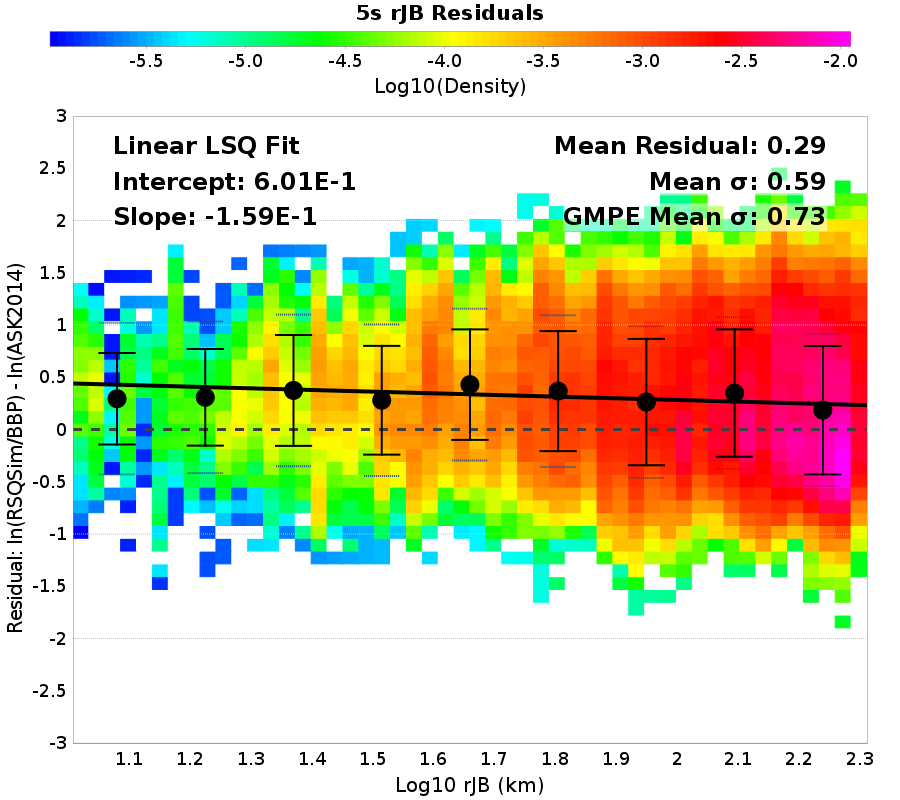 5s rJB Residuals
-5.5 -5.0 -4.5 -4.0 -3.5 -3.0 -2.5 -2.0
Log10(Density)
Linear LSQ Fit
Intercept: 6.01E-1
Slope: -1.59E-1
Mean Residual: 0.29
Mean σ: 0.59
GMPE Mean σ: 0.73
Residual: ln(RSQSim/BBP) - ln(ASK2014)
3
2.5
2
1.5
1
0.5
0
-0.5
-1
-1.5
-2
-2.5
-3
1.1 1.2 1.3 1.4 1.5 1.6 1.7 1.8 1.9 2 2.1 2.2 2.3
Log10 rJB (km)